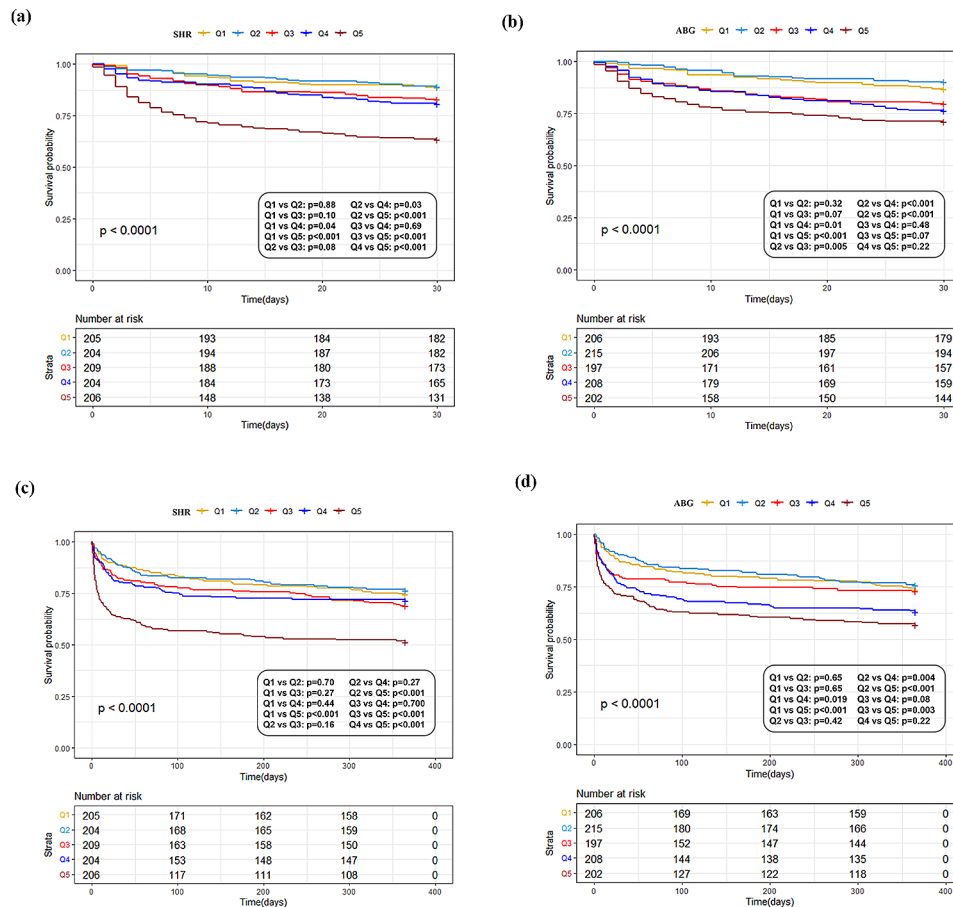 (a)
SHR Q1 Q2 Q3 Q4 Q5
Survival probability
1.00
0.75
0.50
0.25
0.00
p < 0.0001
Q1 vs Q2: p=0.88 Q2 vs Q4: p=0.03
Q1 vs Q3: p=0.10 Q2 vs Q5: p<0.001
Q1 vs Q4: p=0.04 Q3 vs Q4: p=0.69
Q1 vs Q5: p<0.001 Q3 vs Q5: p<0.001
Q2 vs Q3: p=0.08 Q4 vs Q5: p<0.001
0 10 20 30
Time(days)
Number at risk
Strata
Q1 205 193 184 182
Q2 204 194 187 182
Q3 209 188 180 173
Q4 204 184 173 165
Q5 206 148 138 131
0 10 20 30
Time(days)
(b)
ABG Q1 Q2 Q3 Q4 Q5
Survival probability
1.00
0.75
0.50
0.25
0.00
p < 0.0001
Q1 vs Q2: p=0.32 Q2 vs Q4: p<0.001
Q1 vs Q3: p=0.07 Q2 vs Q5: p<0.001
Q1 vs Q4: p=0.01 Q3 vs Q4: p=0.48
Q1 vs Q5: p<0.001 Q3 vs Q5: p=0.07
Q2 vs Q3: p=0.005 Q4 vs Q5: p=0.22
0 10 20 30
Time(days)
Number at risk
Strata
Q1 206 193 185 179
Q2 215 206 197 194
Q3 197 171 161 157
Q4 208 179 169 159
Q5 202 158 150 144
0 10 20 30
Time(days)
(c)
SHR Q1 Q2 Q3 Q4 Q5
Survival probability
1.00
0.75
0.50
0.25
0.00
p < 0.0001
Q1 vs Q2: p=0.70 Q2 vs Q4: p=0.27
Q1 vs Q3: p=0.27 Q2 vs Q5: p<0.001
Q1 vs Q4: p=0.44 Q3 vs Q4: p=0.700
Q1 vs Q5: p<0.001 Q3 vs Q5: p<0.001
Q2 vs Q3: p=0.16 Q4 vs Q5: p<0.001
0 100 200 300 400
Time(days)
Number at risk
Strata
Q1 205 171 162 158 0
Q2 204 168 165 159 0
Q3 209 163 158 150 0
Q4 204 153 148 147 0
Q5 206 117 111 108 0
0 100 200 300 400
Time(days)
(d)
ABG Q1 Q2 Q3 Q4 Q5
Survival probability
1.00
0.75
0.50
0.25
0.00
p < 0.0001
Q1 vs Q2: p=0.65 Q2 vs Q4: p=0.004
Q1 vs Q3: p=0.65 Q2 vs Q5: p<0.001
Q1 vs Q4: p=0.019 Q3 vs Q4: p=0.08
Q1 vs Q5: p<0.001 Q3 vs Q5: p=0.003
Q2 vs Q3: p=0.42 Q4 vs Q5: p=0.22
0 100 200 300 400
Time(days)
Number at risk
Strata
Q1 206 169 163 159 0
Q2 215 180 174 166 0
Q3 197 152 147 144 0
Q4 208 144 138 135 0
Q5 202 127 122 118 0
0 100 200 300 400
Time(days)